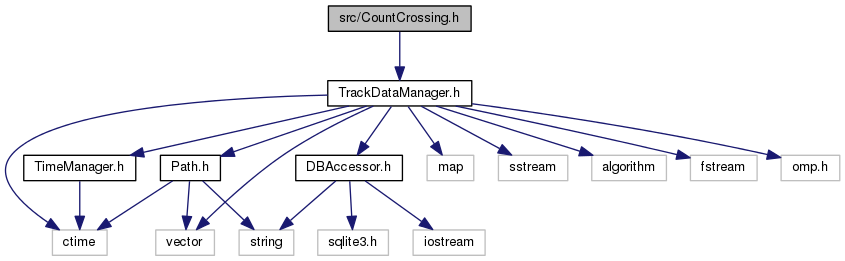 src/CountCrossing.h
TrackDataManager.h
TimeManager.h
Path.h
DBAccessor.h
map
sstream
algorithm
fstream
omp.h
ctime
vector
string
sqlite3.h
iostream